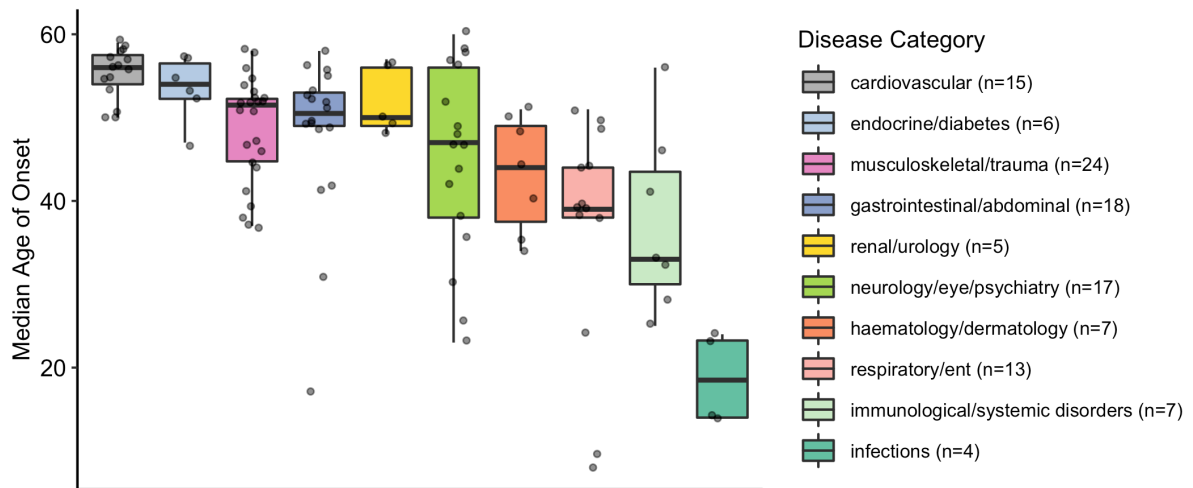 60
40
20
Median Age of Onset
Disease Category
cardiovascular (n=15)
endocrine/diabetes (n=6)
musculoskeletal/trauma (n=24)
gastrointestinal/abdominal (n=18)
renal/urology (n=5)
neurology/eye/psychiatry (n=17)
haematology/dermatology (n=7)
respiratory/ent (n=13)
immunological/systemic disorders (n=7)
infections (n=4)